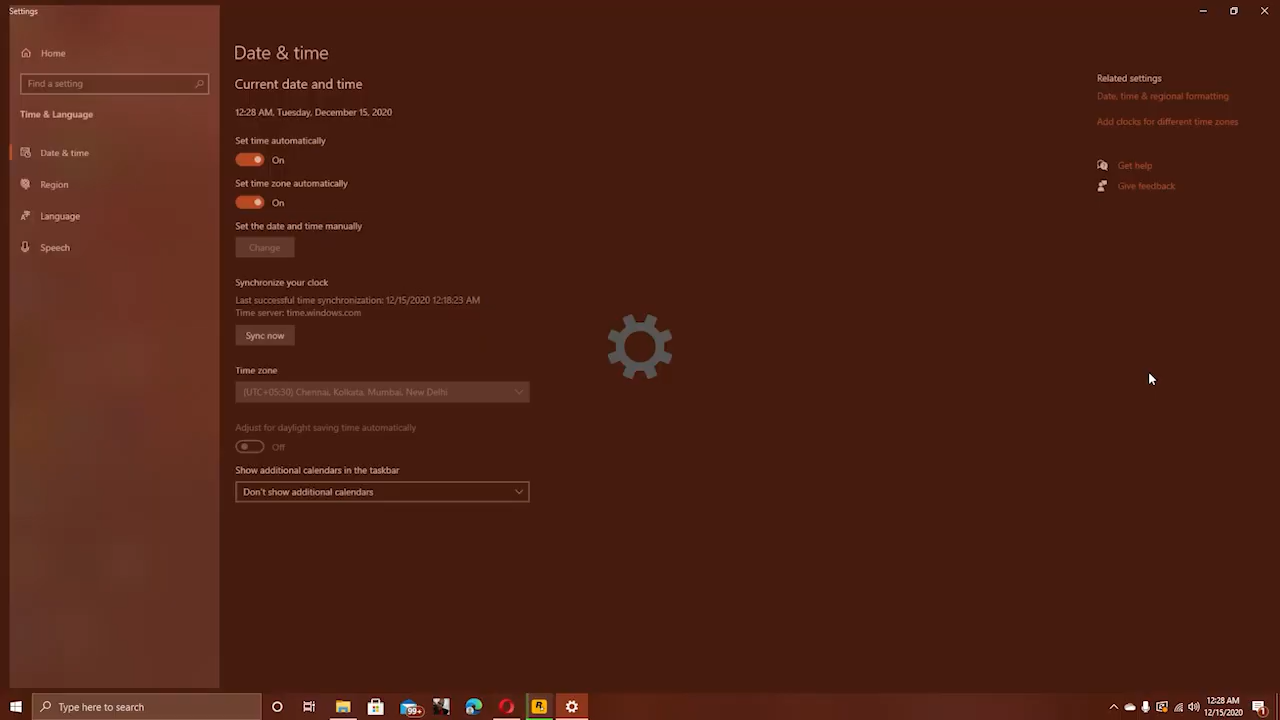 Settings
Home
Find a setting
Time & Language
Date & time
Region
Language
Speech
Date & time
Current date and time
12:28 AM, Tuesday, December 15, 2020
Set time automatically
On
Set time zone automatically
On
Set the date and time manually
Change
Synchronize your clock
Last successful time synchronization: 12/15/2020 12:18:23 AM
Time server: time.windows.com
Sync now
Time zone
(UTC+05:30) Chennai, Kolkata, Mumbai, New Delhi
Adjust for daylight saving time automatically
Off
Show additional calendars in the taskbar
Don't show additional calendars
Related settings
Date, time & regional formatting
Add clocks for different time zones
Get help
Give feedback
Type here to search
99+
R
12:28 AM
12/15/2020
1